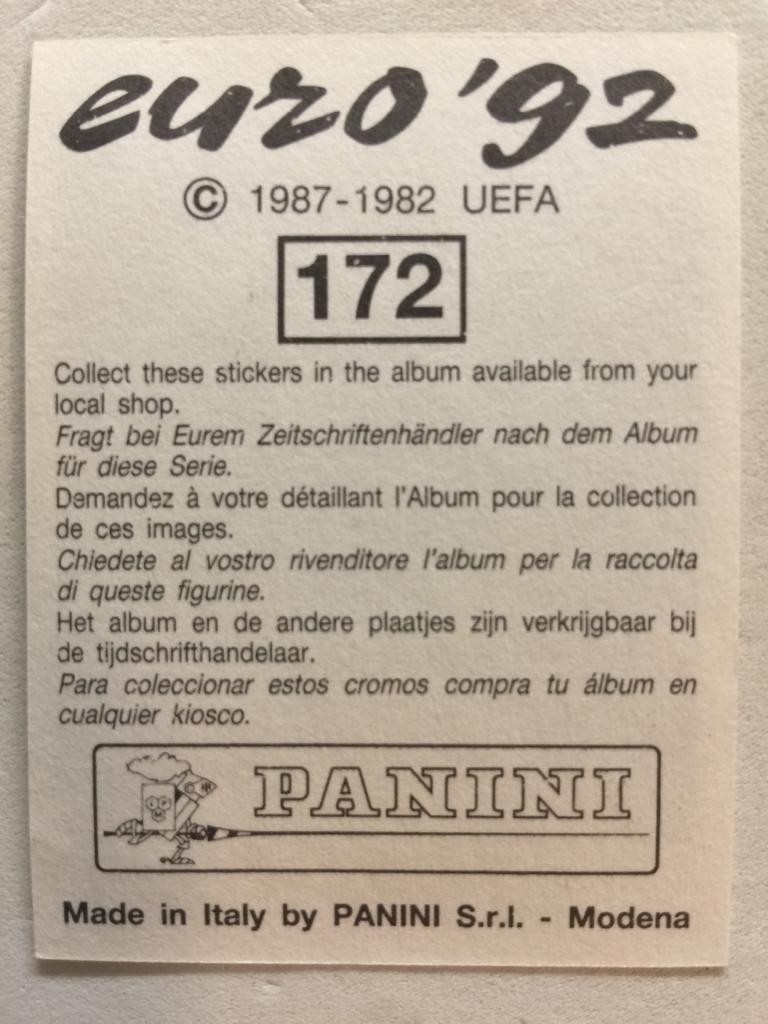 euro '92
© 1987-1982 UEFA
172
Collect these stickers in the album available from your
local shop.
Fragt bei Eurem Zeitschriftenhändler nach dem Album
für diese Serie.
Demandez à votre détaillant l'Album pour la collection
de ces images.
Chiedete al vostro rivenditore l'album per la raccolta
di queste figurine.
Het album en de andere plaatjes zijn verkrijgbaar bij
de tijdschrifthandelaar.
Para coleccionar estos cromos compra tu álbum en
cualquier kiosco.
PANINI
Made in Italy by PANINI S.r.l. - Modena